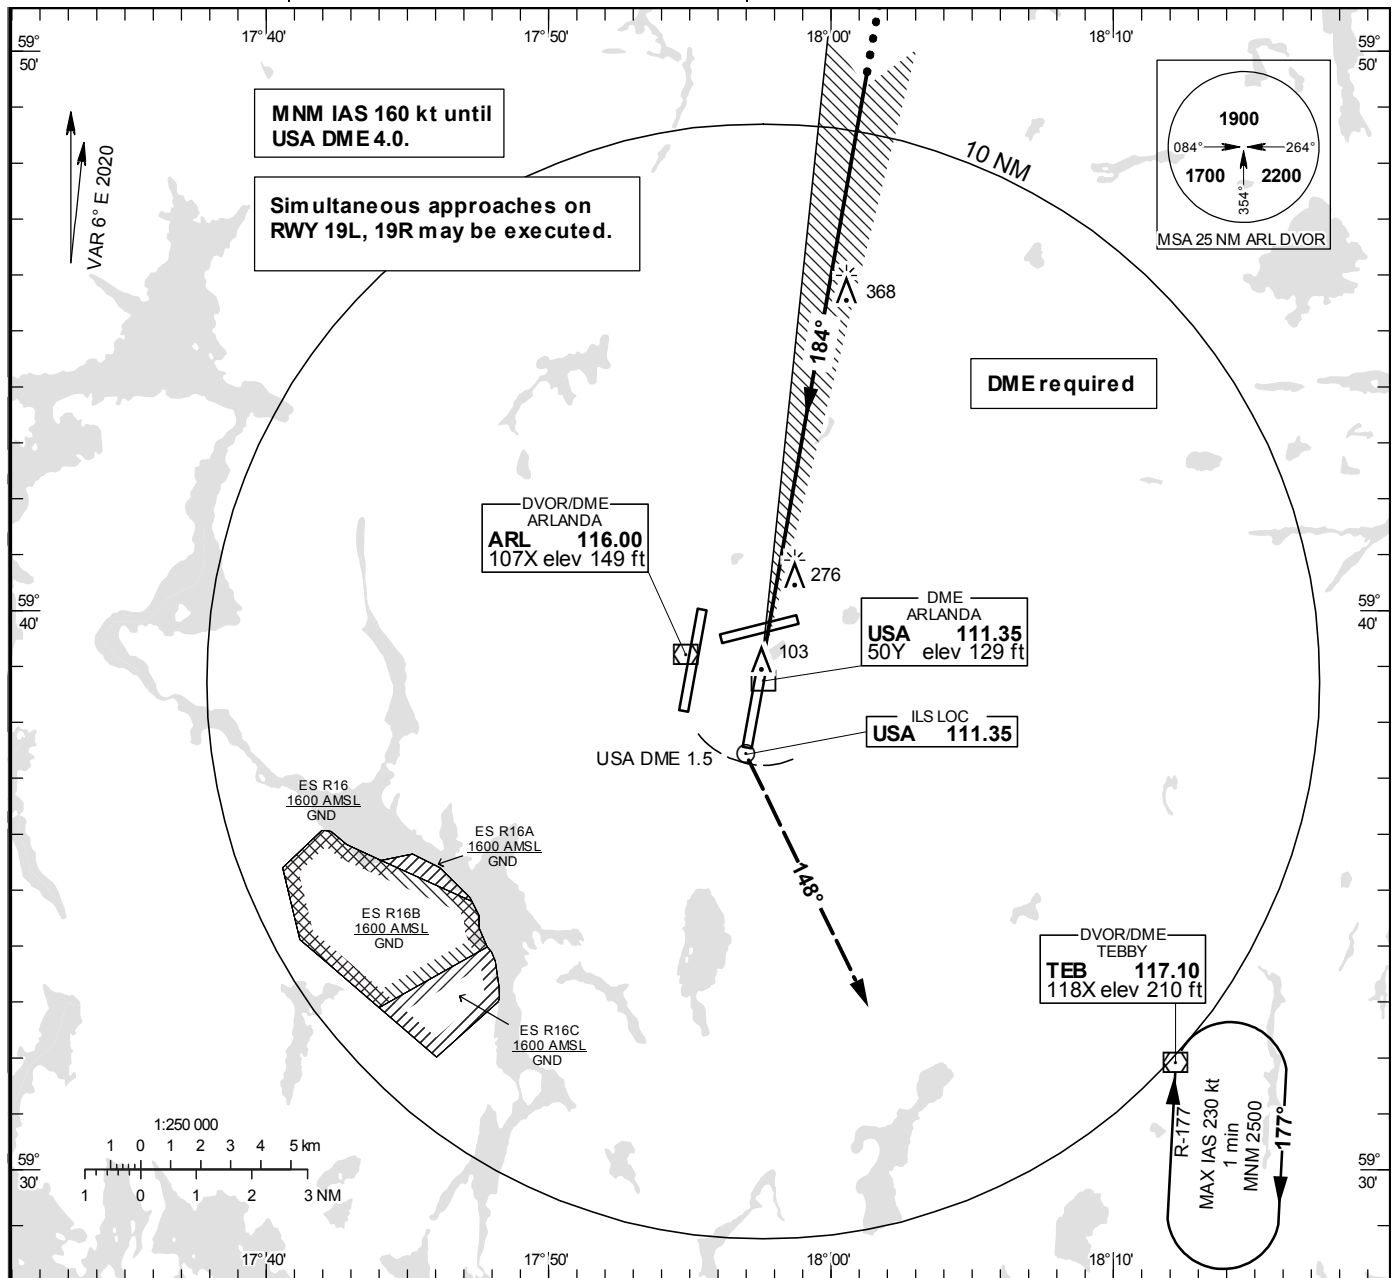 17°40'
17°50'
18°00'
18°10'
59°
50'
59°
50'
MNM IAS 160 kt until
USA DME 4.0.
Simultaneous approaches on
RWY 19L, 19R may be executed.
VAR 6° E 2020
10 NM
1900
084°
264°
1700
2200
354°
MSA 25 NM ARL DVOR
368
184°
DME required
DVOR/DME
ARLANDA
ARL 116.00
107X elev 149 ft
276
59°
40'
59°
40'
DME
ARLANDA
USA 111.35
50Y elev 129 ft
103
ILS LOC
USA 111.35
USA DME 1.5
ES R16
1600 AMSL
GND
ES R16A
1600 AMSL
GND
ES R16B
1600 AMSL
GND
ES R16C
1600 AMSL
GND
148°
DVOR/DME
TEBBY
TEB 117.10
118X elev 210 ft
R-177
MAX IAS 230 kt
1 min
MNM 2500
177°
1:250 000
1 0 1 2 3 4 5 km
1 0 1 2 3 NM
59°
30'
59°
30'
17°40'
17°50'
18°00'
18°10'